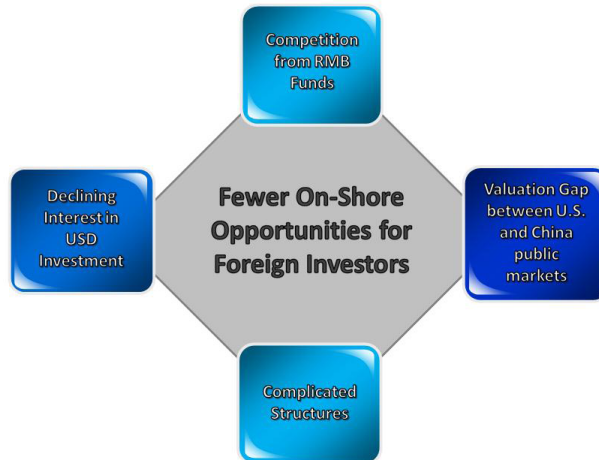 Competition
from RMB
Funds
Declining
Interest in
USD
Investment
Fewer On-Shore
Opportunities for
Foreign Investors
Valuation Gap
between U.S.
and China
public
markets
Complicated
Structures